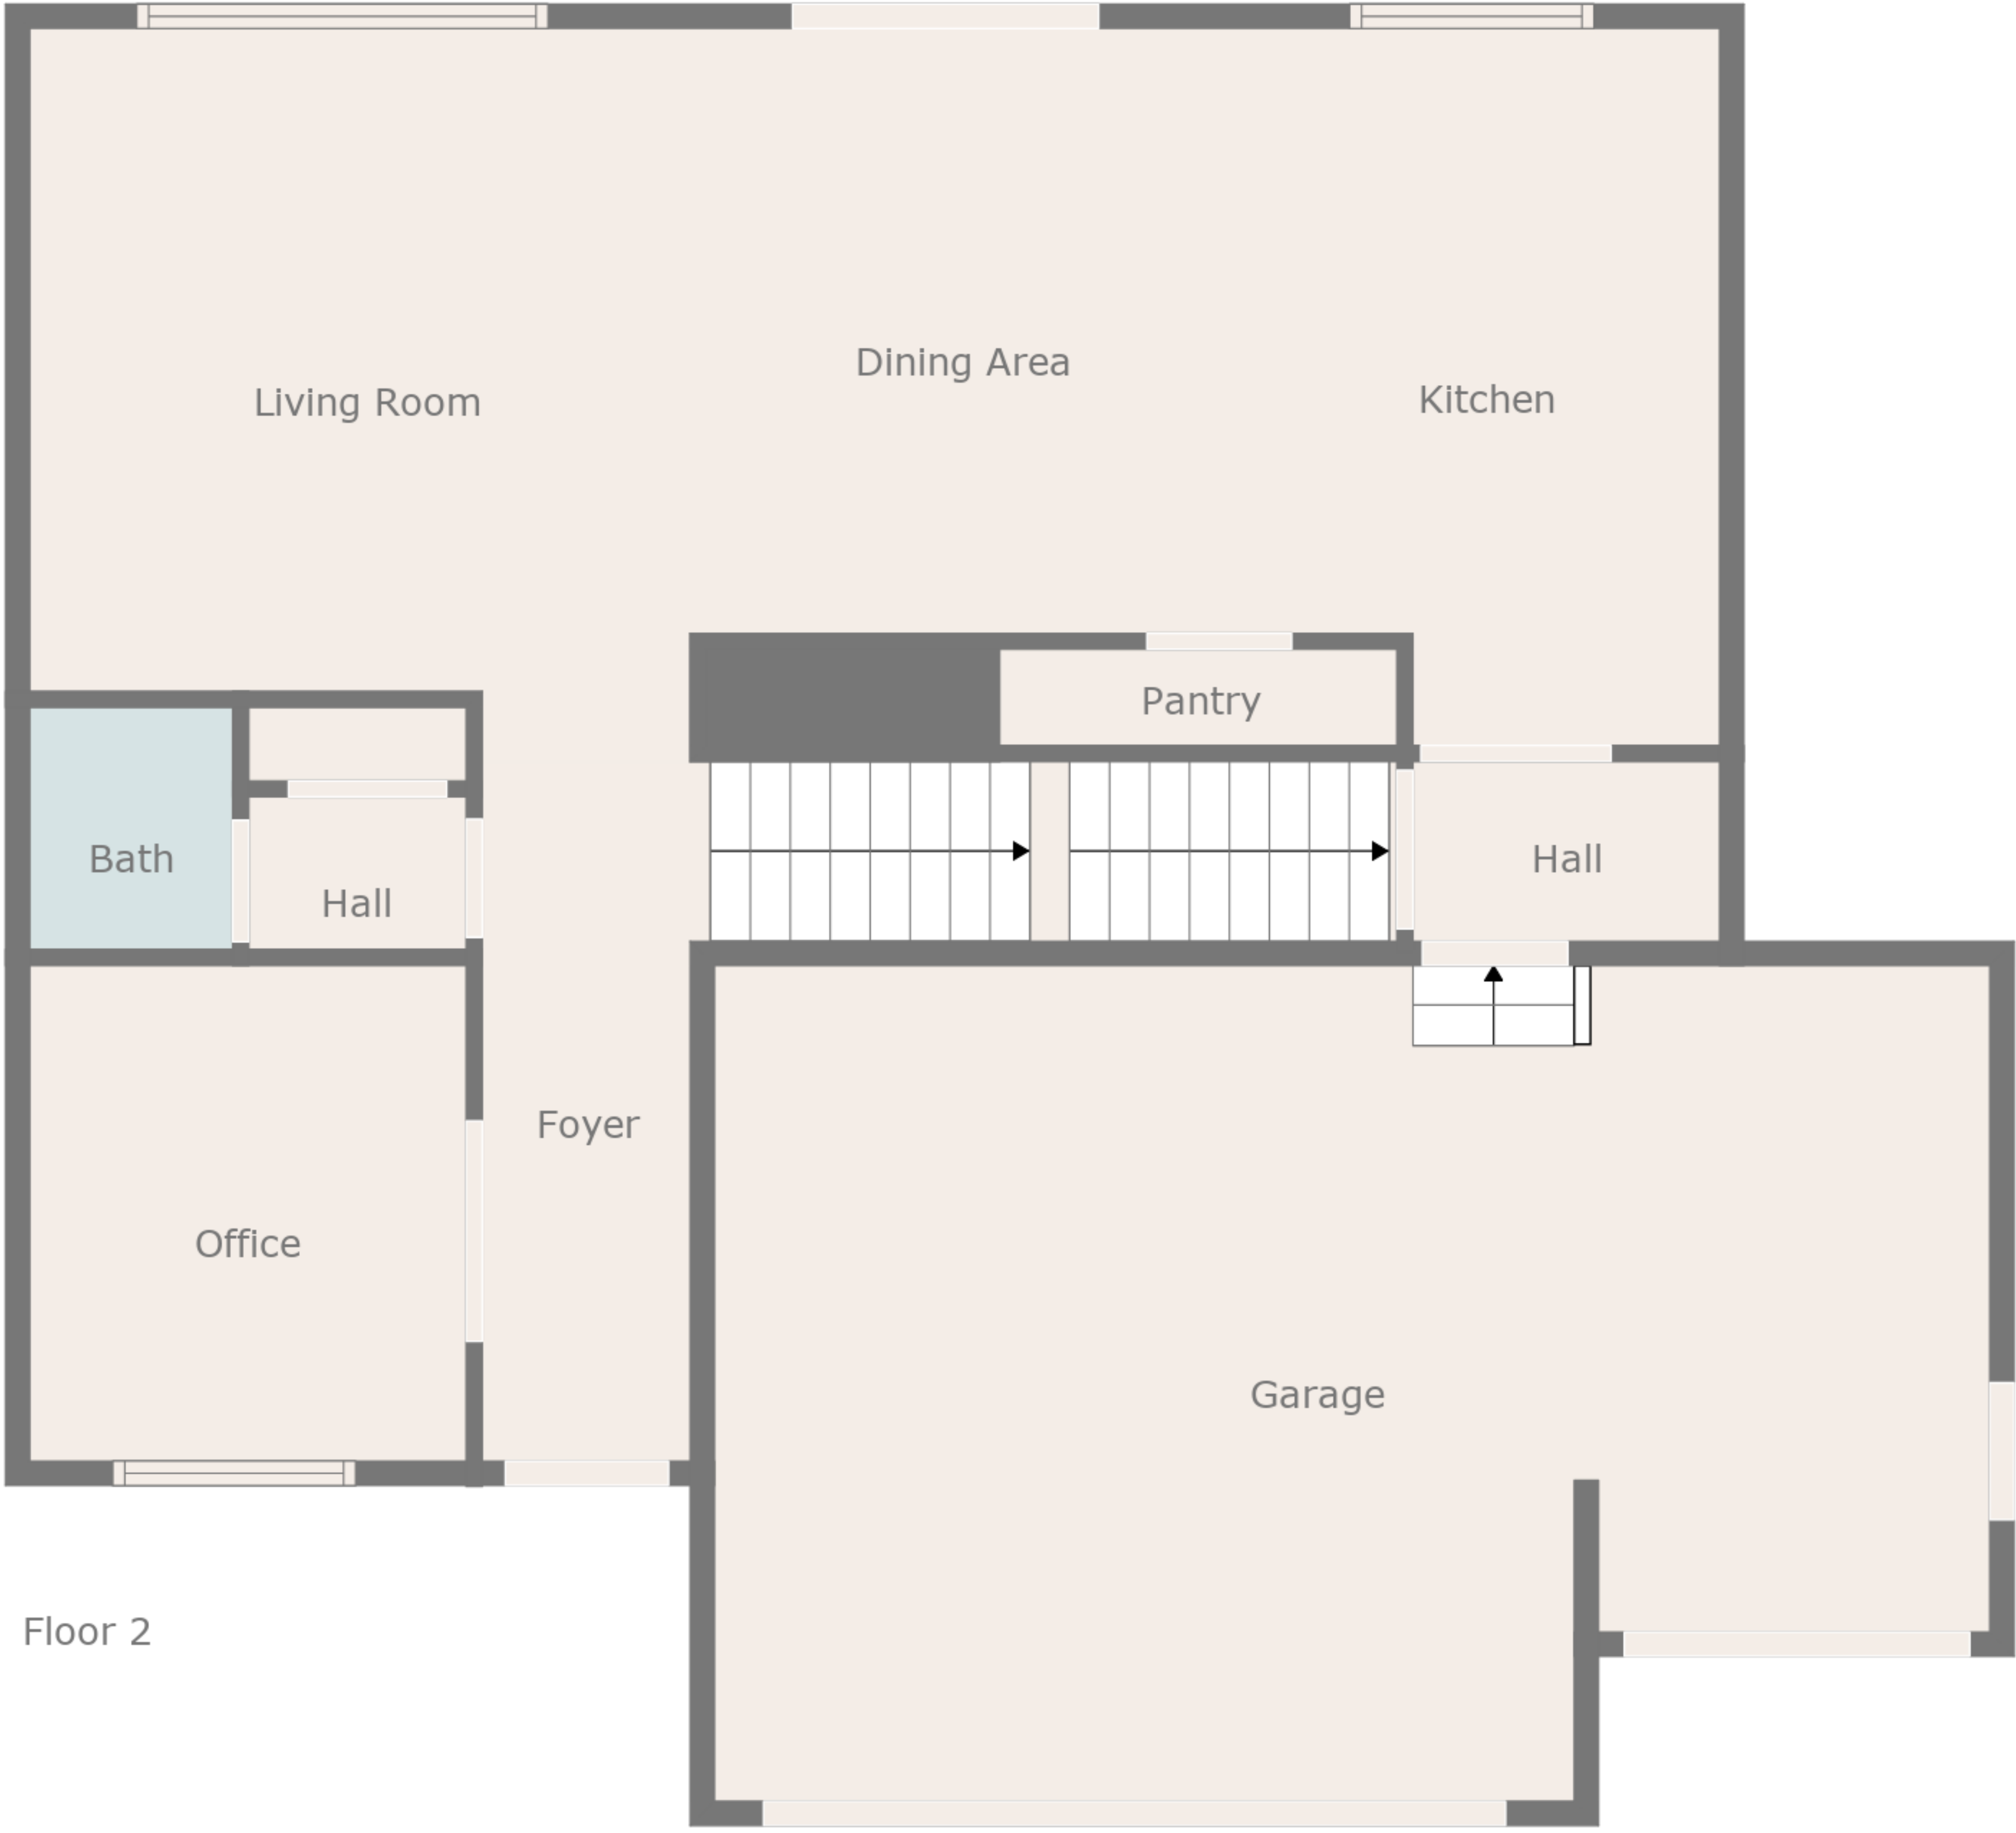 Dining Area
Living Room
Kitchen
Pantry
Bath
Hall
Hall
Foyer
Office
Garage
Floor 2